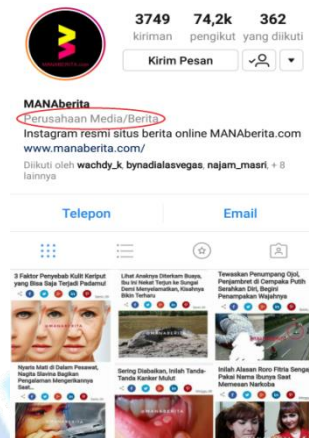 3749 74,2k 362
kiriman pengikut yang diikuti
Kirim Pesan
MANAberita
Perusahaan Media/Berita
Instagram resmi situs berita online MANAberita.com
www.manaberita.com/
Diikuti oleh wachdy_k, bynadialasvegas, najam_masri, + 8
lainnya
Telepon Email
3 Faktor Penyebab Kulit Keriput
yang Bisa Saja Terjadi Padamu!
Lihat Anaknya Diterkam Buaya,
Ibu Ini Nekat Terjun ke Sungai
Demi Menyelamatkan, Kisahnya
Bikin Terharu
Tewaskan Penumpang Ojol,
Penjambret di Cempaka Putih
Serahkan Diri, Begini
Penampakan Wajahnya
Nyaris Mati di Dalam Pesawat,
Nagita Slavina Bagikan
Pengalaman Mengerikannya
Saat...
Sering Diabaikan, Inilah Tanda-
Tanda Kanker Mulut
Inilah Alasan Roro Fitria Sengaja
Pakai Nama Ibunya Saat
Memesan Narkoba